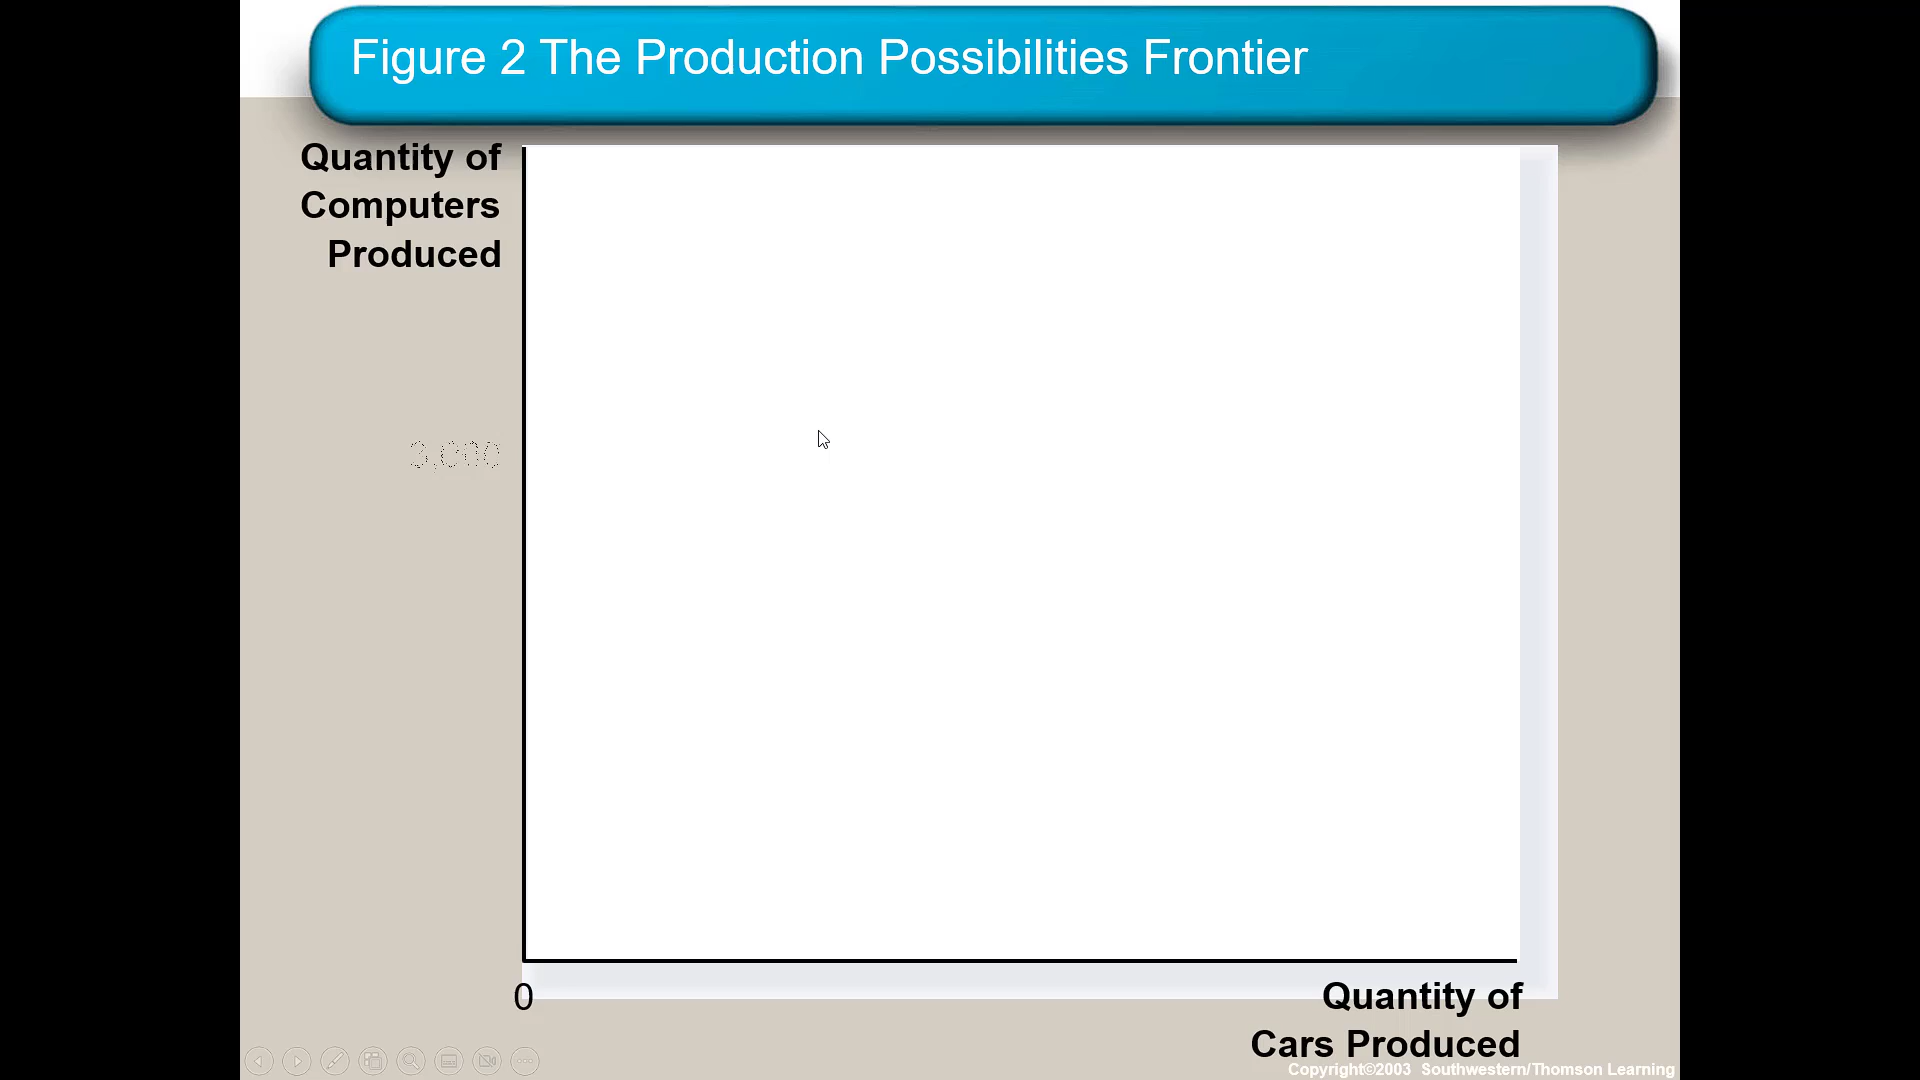 Figure 2 The Production Possibilities Frontier
Quantity of
Computers
Produced
3,000
0
Quantity of
Cars Produced
Copyright©2003 Southwestern/Thomson Learning